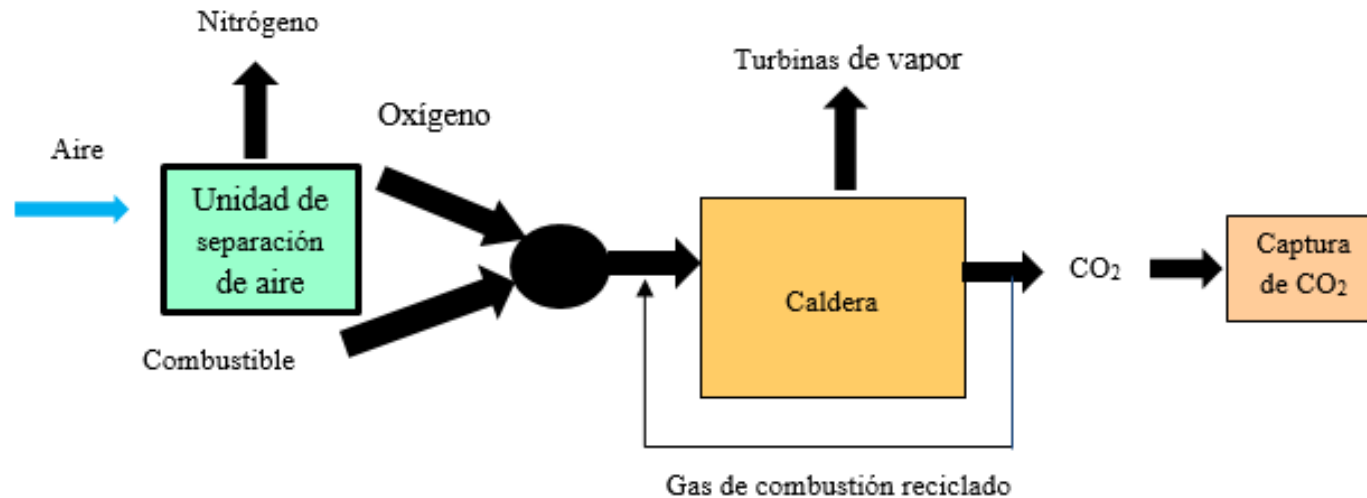 Nitrógeno
Turbinas de vapor
Oxígeno
Aire
Unidad de
separación
de aire
Captura
de CO₂
CO₂
Caldera
Combustible
Gas de combustión reciclado